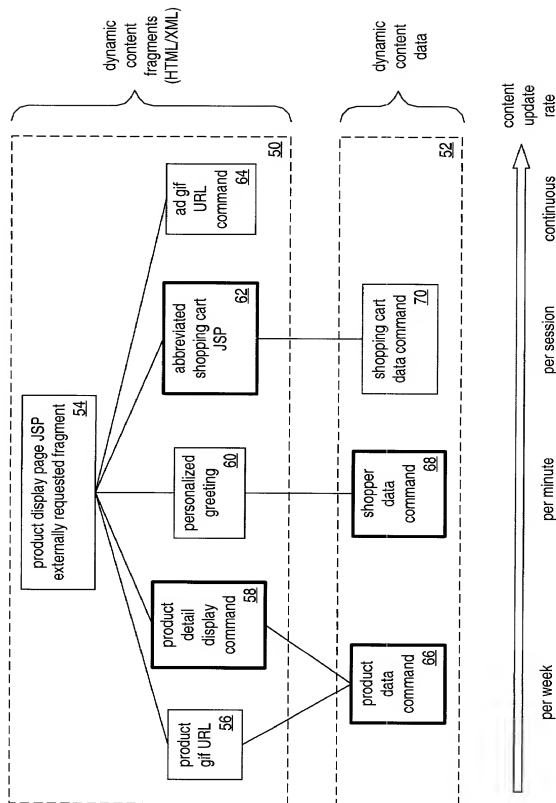 product display page JSP
externally requested fragment
54
product
gif URL
56
product
detail
display
command
58
personalized
greeting
60
abbreviated
shopping cart
JSP
62
ad gif
URL
command
64
50
dynamic
content
fragments
(HTML/XML)
product
data
command
66
shopper
data
command
68
shopping cart
data command
70
52
dynamic
content
data
per week
per minute
per session
continuous
content
update
rate